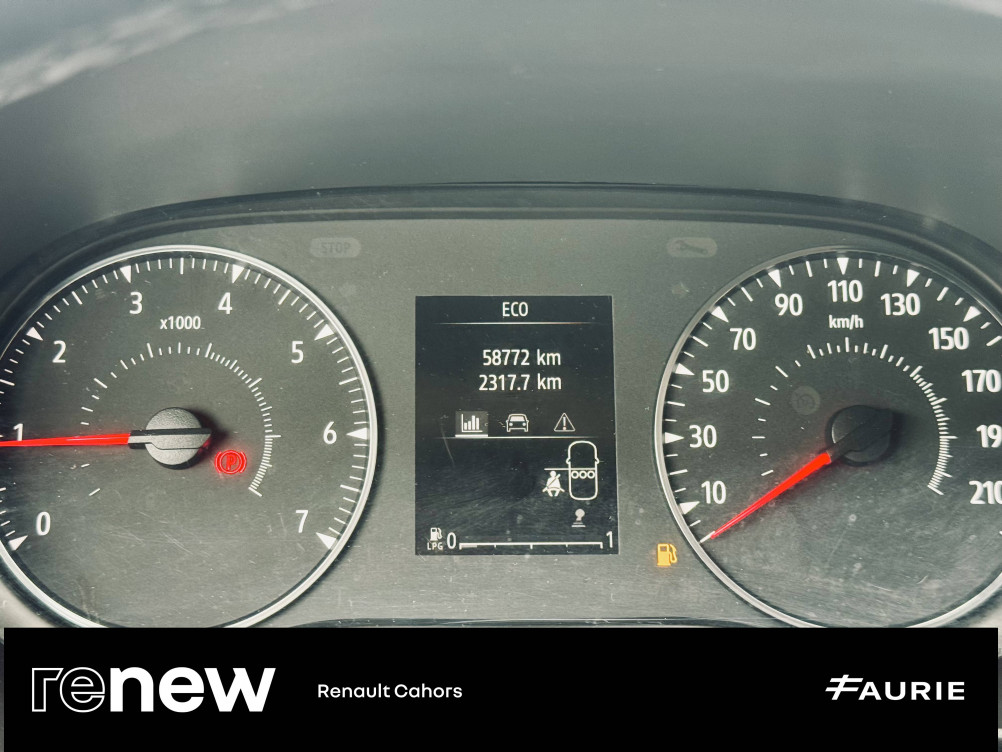 STOP
0
1
2
3
4
5
6
7
x1000
P
ECO
58772 km
2317.7 km
LPG 0 1
10
30
50
70
90
110
130
150
170
19
210
km/h
renew
Renault Cahors
FAURIE